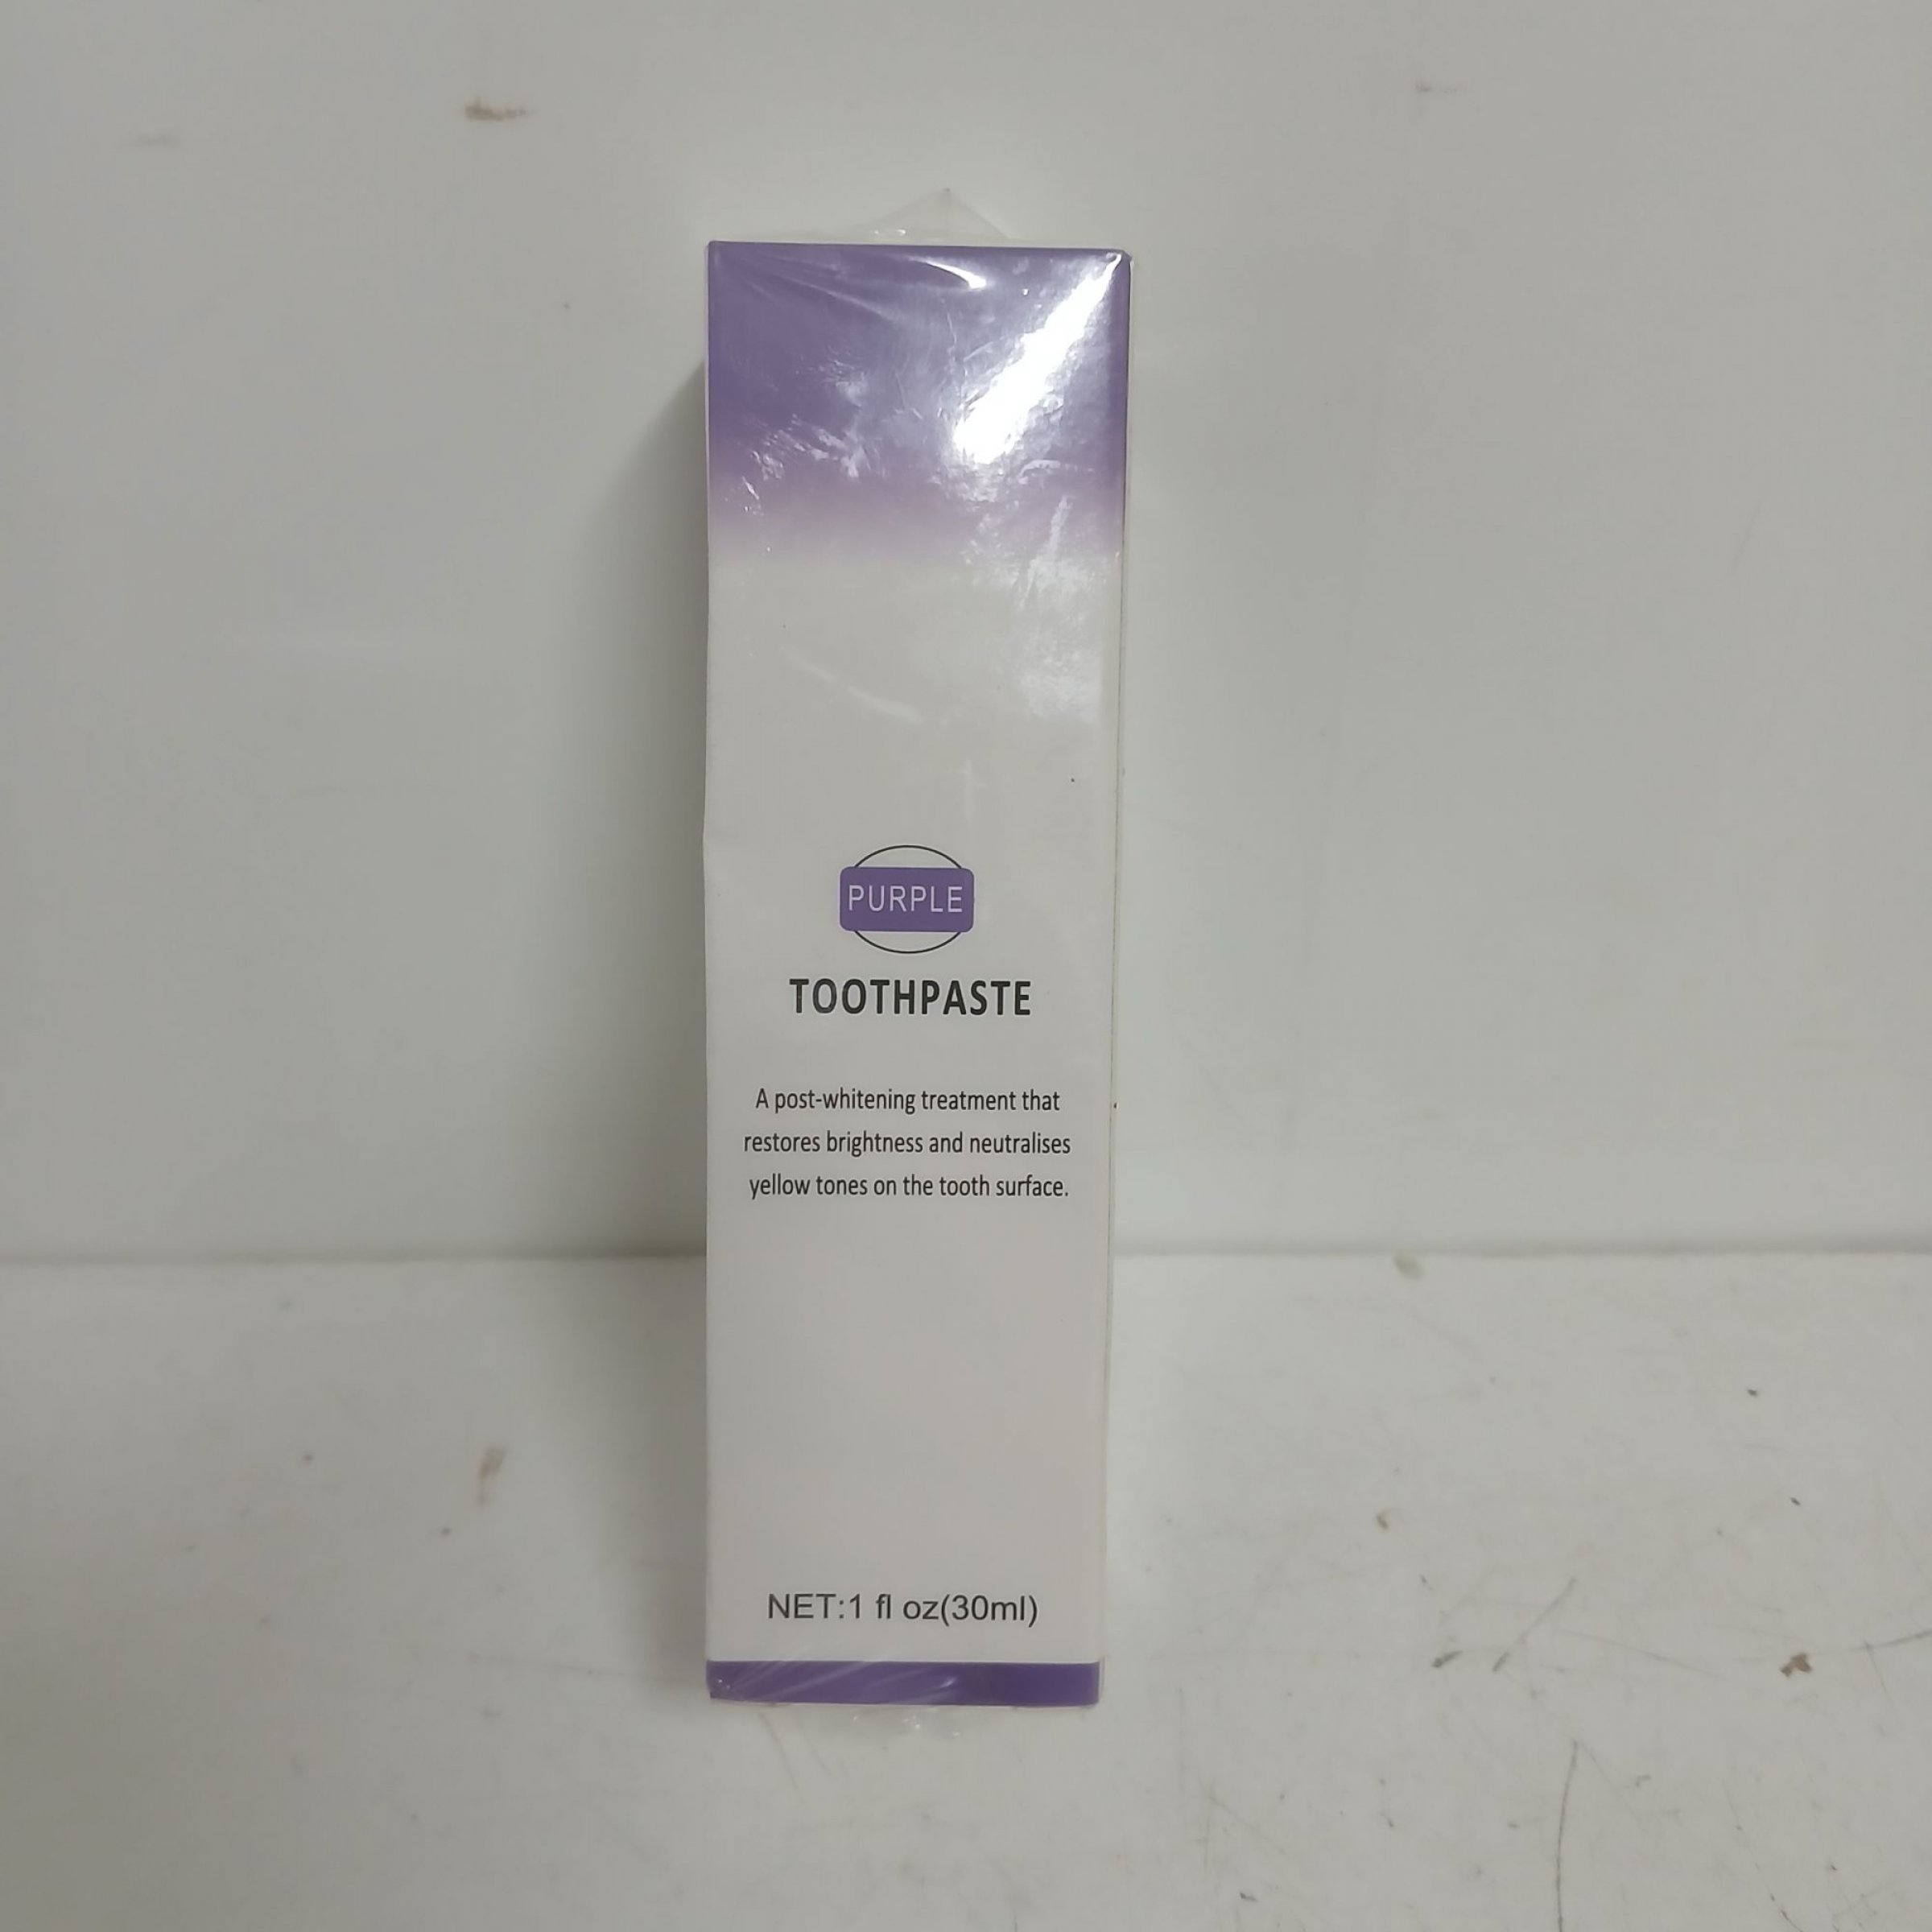 PURPLE
TOOTHPASTE
A post-whitening treatment that
restores brightness and neutralises
yellow tones on the tooth surface.
NET:1 fl oz(30ml)